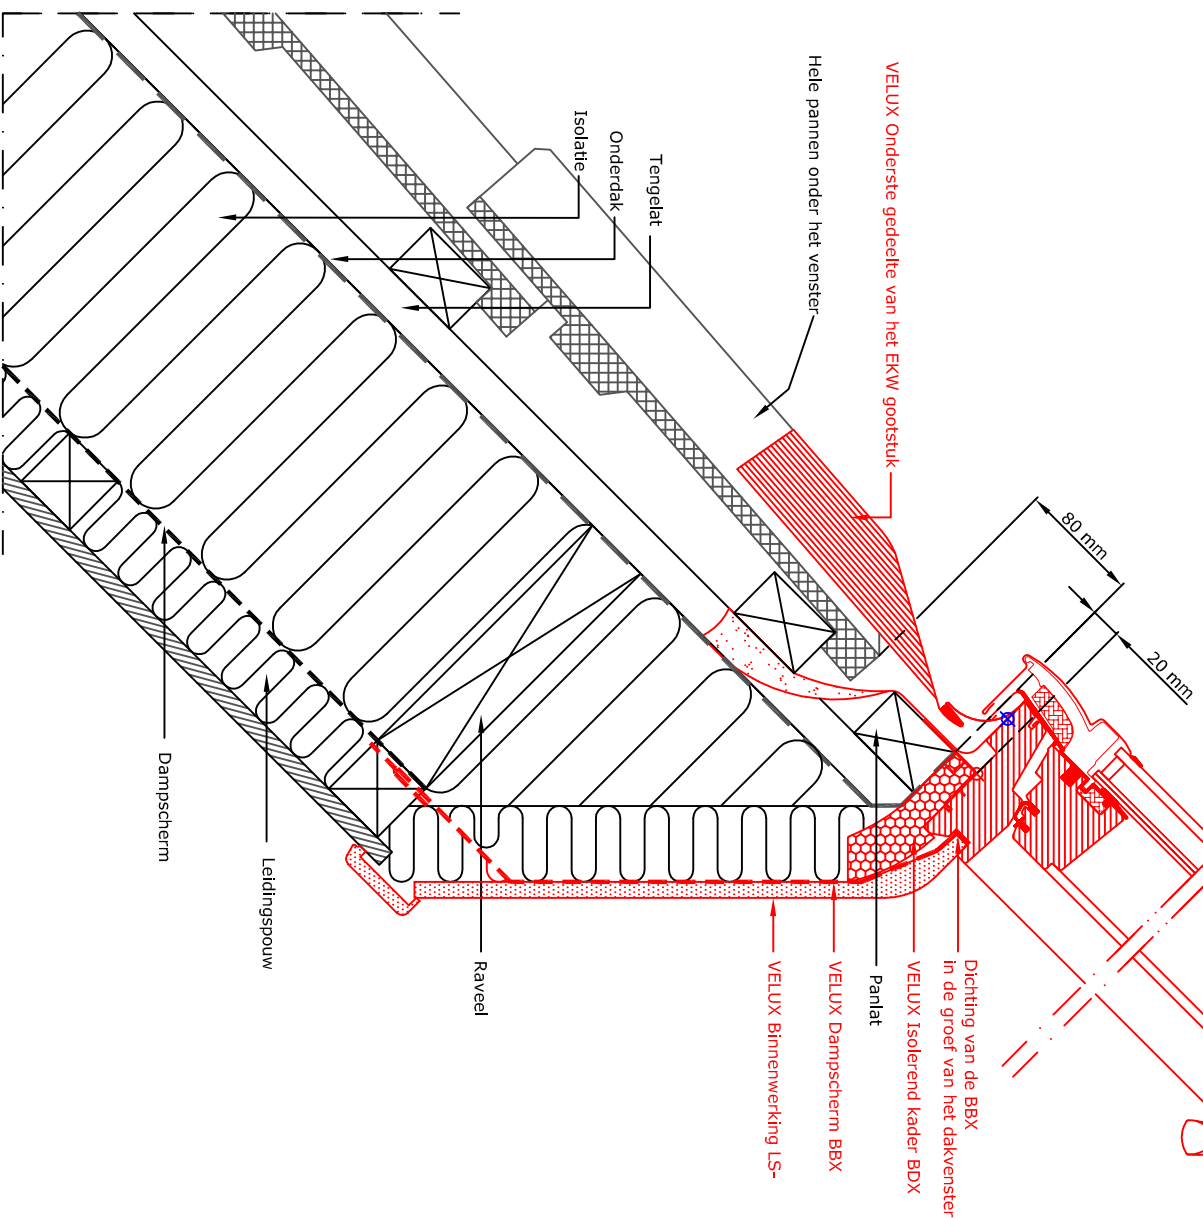 VELUX Onderste gedeelte van het EKW gootstuk
Hele pannen onder het venster
Tengelat
Onderdak
Isolatie
80 mm
20 mm
Dichting van de BBX
in de groef van het dakvenster
VELUX Isolerend kader BDX
Panlat
VELUX Dampscherm BBX
VELUX Binnenwerking LS-
Raveel
Leidingspouw
Dampscherm